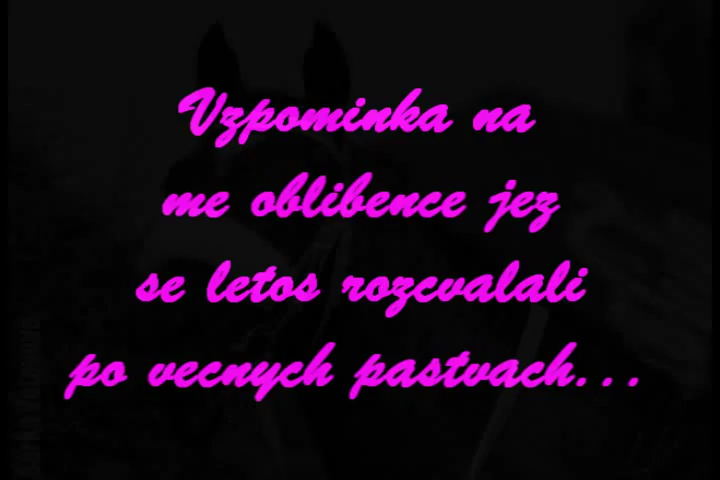 Vzpominka na
me oblibence jez
se letos rozcvalali
po vecnych pastvach...